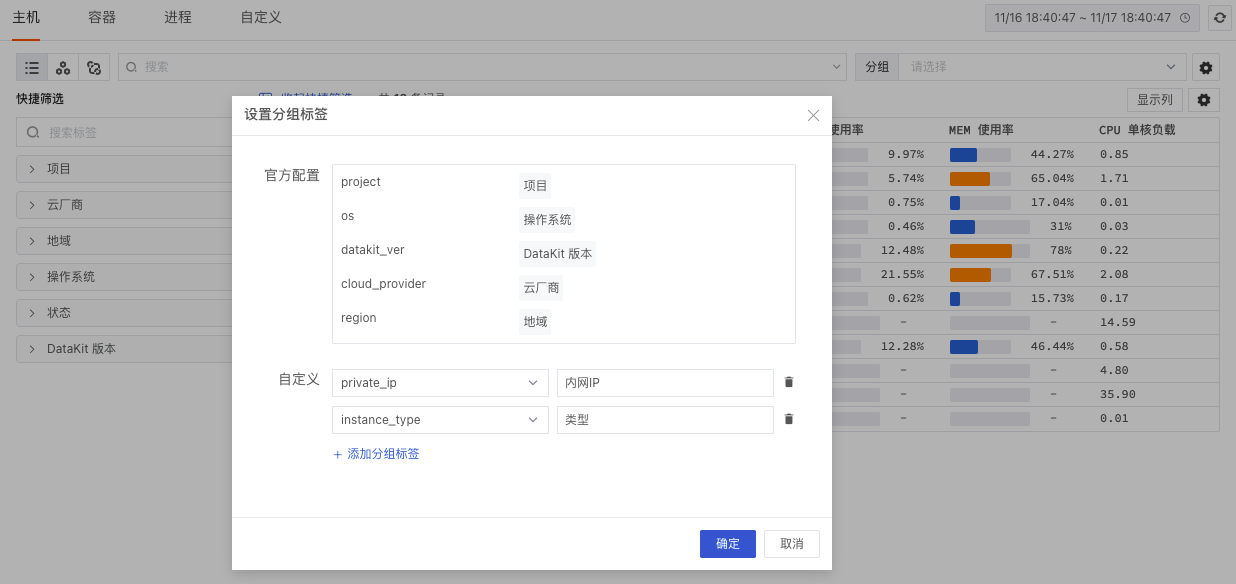 主机 容器 进程 自定义 11/16 18:40:47 ~ 11/17 18:40:47
搜索 分组 请选择
快捷筛选 显示列
搜索标签
项目
云厂商
地域
操作系统
状态
DataKit 版本
设置分组标签
官方配置
project 项目
os 操作系统
datakit_ver DataKit 版本
cloud_provider 云厂商
region 地域
自定义
private_ip 内网IP
instance_type 类型
+ 添加分组标签
确定 取消
使用率 MEM 使用率 CPU 单核负载
9.97% 44.27% 0.85
5.74% 65.04% 1.71
0.75% 17.04% 0.01
0.46% 31% 0.03
12.48% 78% 0.22
21.55% 67.51% 2.08
0.62% 15.73% 0.17
– – 14.59
12.28% 46.44% 0.58
– – 4.80
– – 35.90
– – 0.01